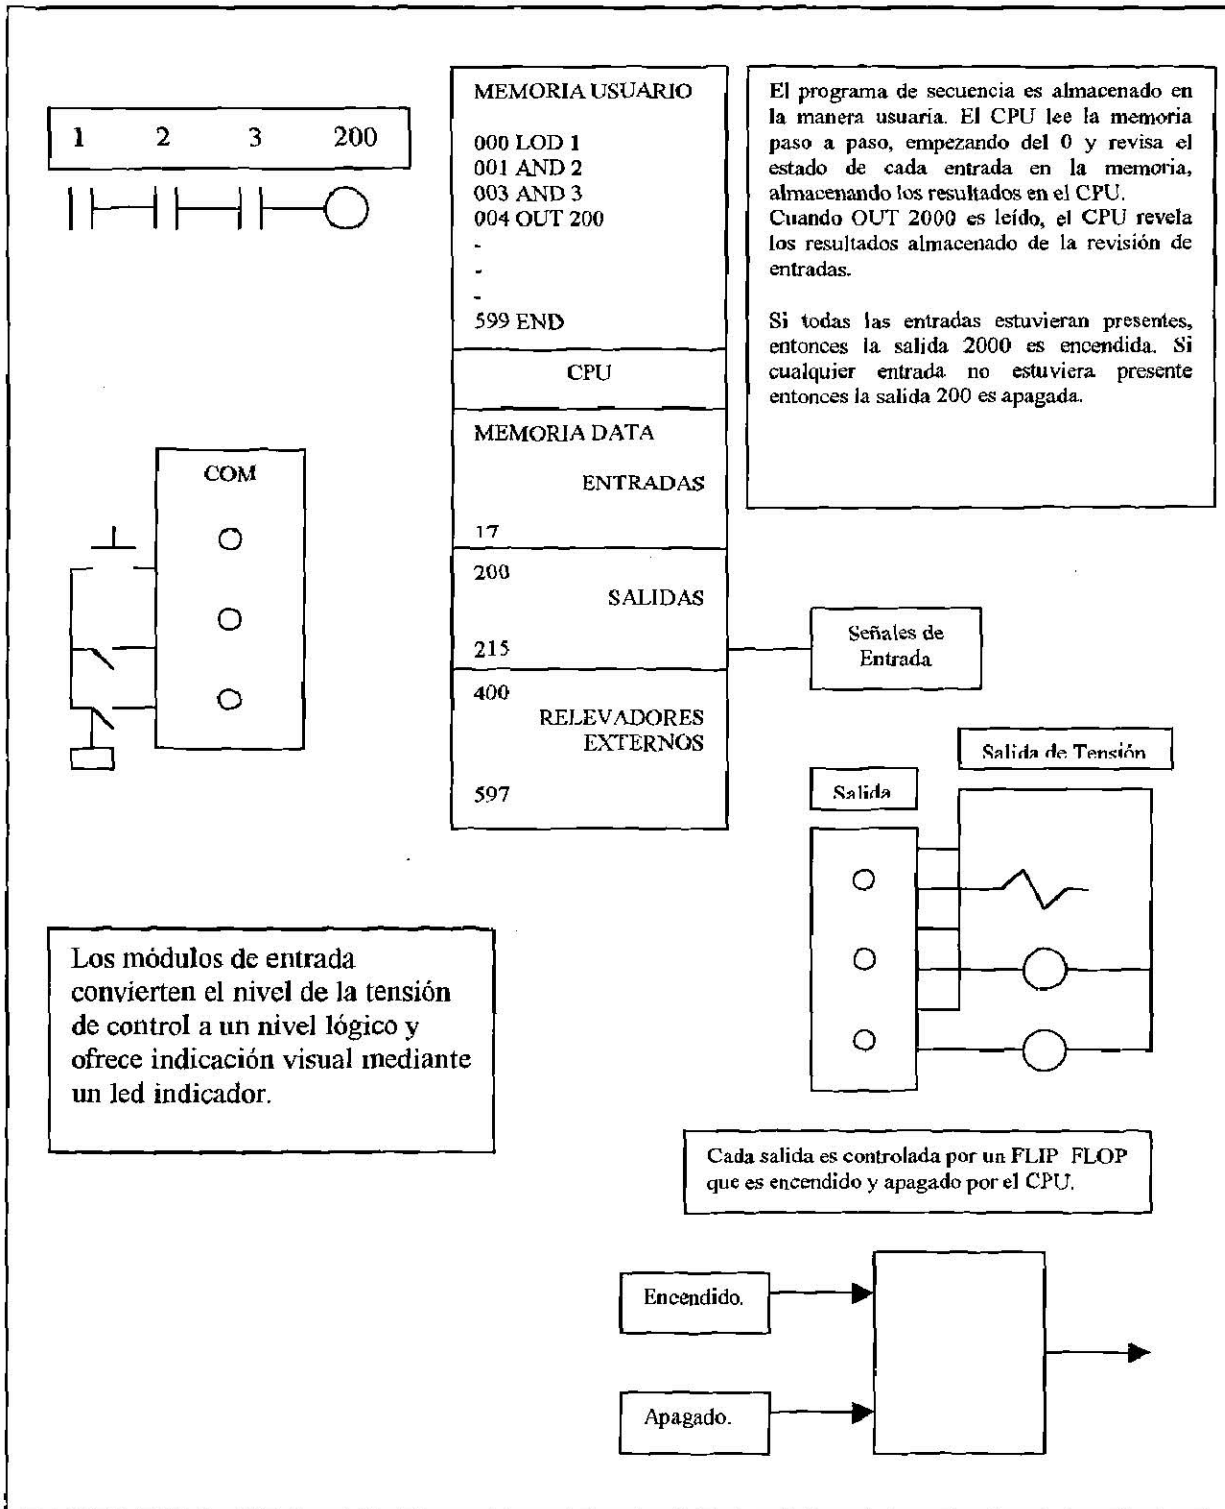 1 2 3 200
MEMORIA USUARIO
000 LOD 1
001 AND 2
003 AND 3
004 OUT 200
-
-
-
599 END
CPU
MEMORIA DATA
ENTRADAS
17
200
SALIDAS
215
400
RELEVADORES
EXTERNOS
597
El programa de secuencia es almacenado en
la manera usuaria. El CPU lee la memoria
paso a paso, empezando del 0 y revisa el
estado de cada entrada en la memoria,
almacenando los resultados en el CPU.
Cuando OUT 2000 es leído, el CPU revela
los resultados almacenado de la revisión de
entradas.
Si todas las entradas estuvieran presentes,
entonces la salida 2000 es encendida. Si
cualquier entrada no estuviera presente
entonces la salida 200 es apagada.
COM
Señales de
Entrada
Salida de Tensión
Salida
Los módulos de entrada
convierten el nivel de la tensión
de control a un nivel lógico y
ofrece indicación visual mediante
un led indicador.
Cada salida es controlada por un FLIP FLOP
que es encendido y apagado por el CPU.
Encendido.
Apagado.